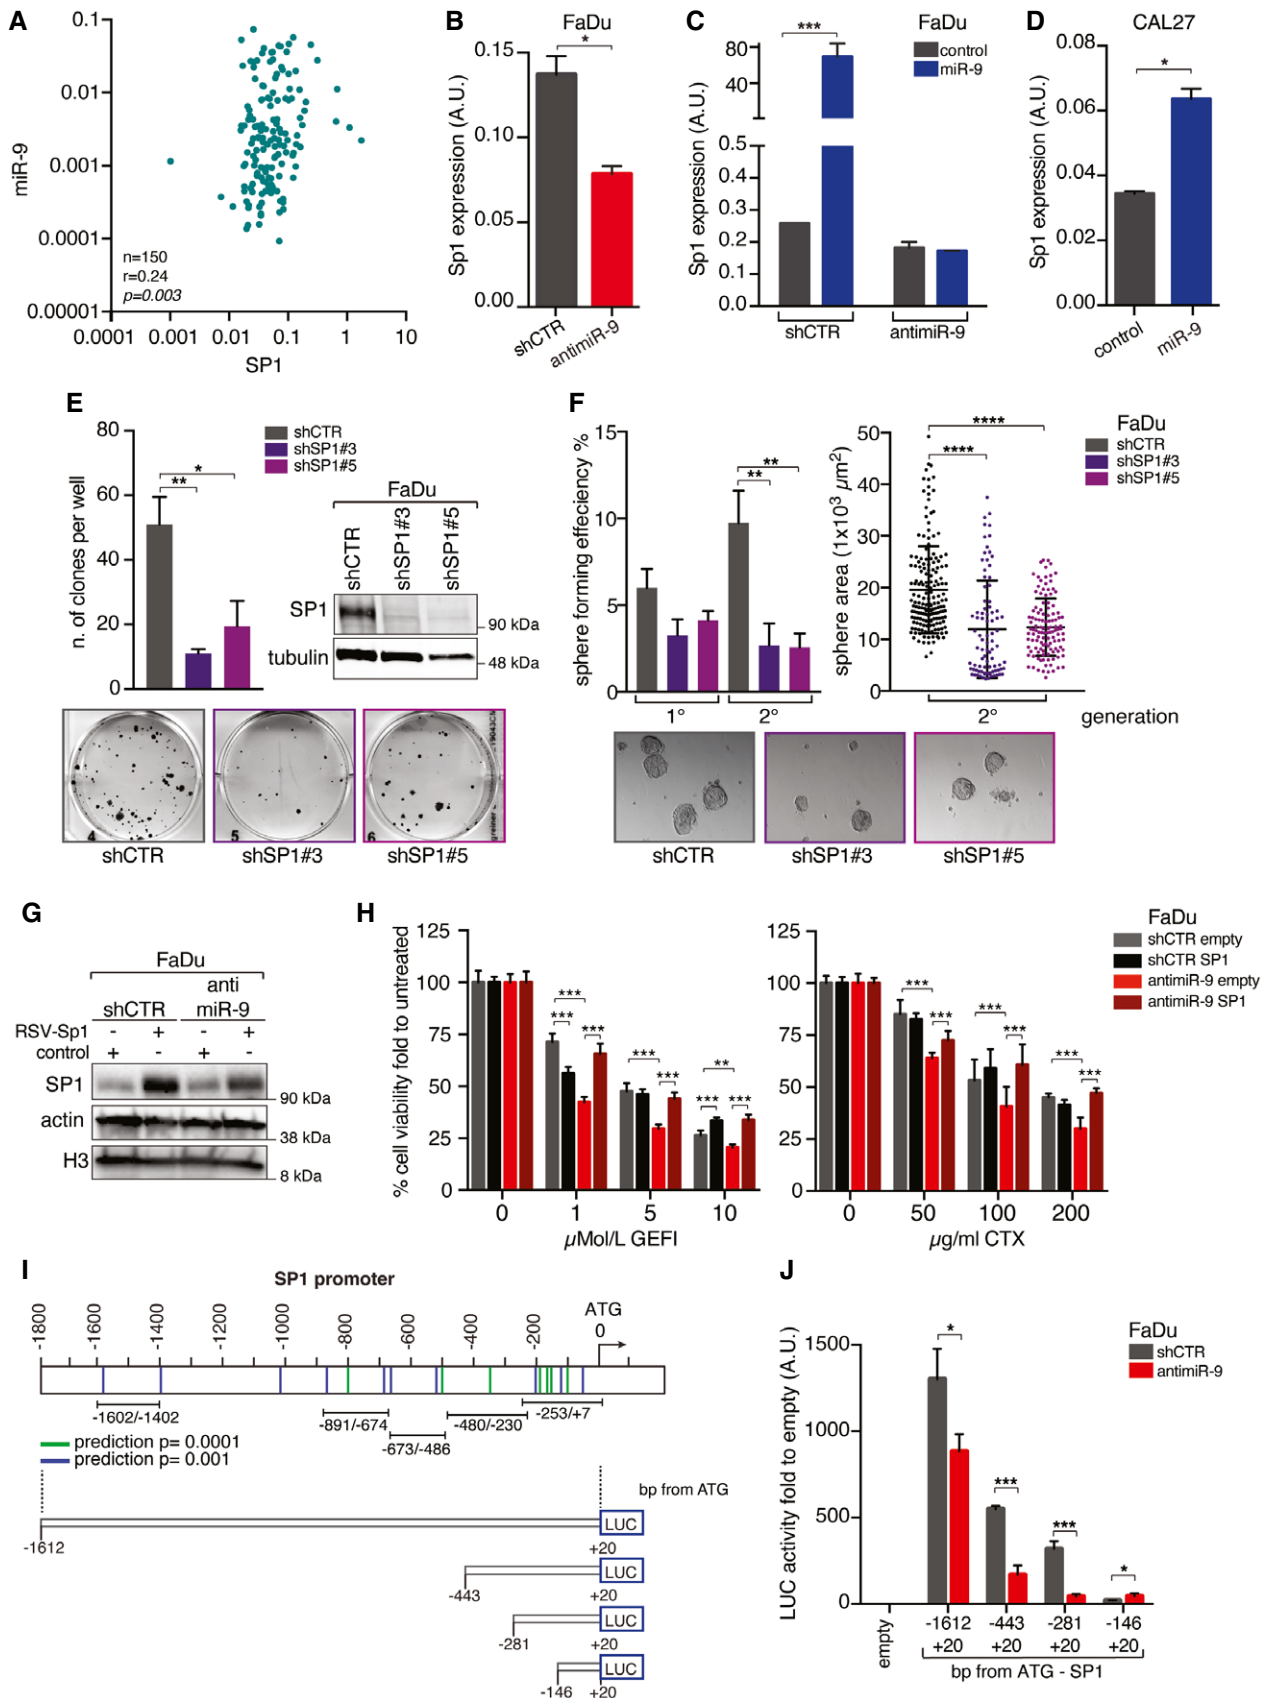 A
miR-9
0.1
0.01
0.001
0.0001
0.00001
n=150
r=0.24
p=0.003
0.0001 0.001 0.01 0.1 1 10
SP1
B
FaDu
*
Sp1 expression (A.U.)
0.15
0.10
0.05
0.00
shCTR
antimiR-9
C
FaDu
***
control
miR-9
Sp1 expression (A.U.)
80
40
0.5
0.4
0.3
0.2
0.1
0.0
shCTR antimiR-9
D
CAL27
*
Sp1 expression (A.U.)
0.08
0.06
0.04
0.02
0.00
control
miR-9
E
n. of clones per well
80
60
40
20
0
*
**
shCTR
shSP1#3
shSP1#5
FaDu
shCTR
shSP1#3
shSP1#5
SP1
90 kDa
tubulin
48 kDa
4
5
6
greiner
shCTR shSP1#3 shSP1#5
F
sphere forming effeciency %
15
10
5
0
**
**
1° 2°
sphere area (1x10³ µm²)
50
40
30
20
10
0
****
****
2°
generation
FaDu
shCTR
shSP1#3
shSP1#5
shCTR shSP1#3 shSP1#5
G
FaDu
anti
shCTR miR-9
RSV-Sp1 - + - +
control + - + -
SP1
90 kDa
actin
38 kDa
H3
8 kDa
H
% cell viability fold to untreated
125
100
75
50
25
0
***
*** ***
***
***
**
*** ***
0 1 5 10
µMol/L GEFI
125
100
75
50
25
0
***
***
***
***
***
***
0 50 100 200
µg/ml CTX
FaDu
shCTR empty
shCTR SP1
antimiR-9 empty
antimiR-9 SP1
I
SP1 promoter
-1800 -1600 -1400 -1200 -1000 -800 -600 -400 -200 0
ATG
-1602/-1402
-891/-674
-673/-486
-480/-230
-253/+7
prediction p= 0.0001
prediction p= 0.001
bp from ATG
LUC
-1612 +20
LUC
-443 +20
LUC
-281 +20
LUC
-146 +20
J
LUC activity fold to empty (A.U.)
1500
1000
500
0
*
***
***
*
FaDu
shCTR
antimiR-9
empty
-1612 -443 -281 -146
+20 +20 +20 +20
bp from ATG - SP1